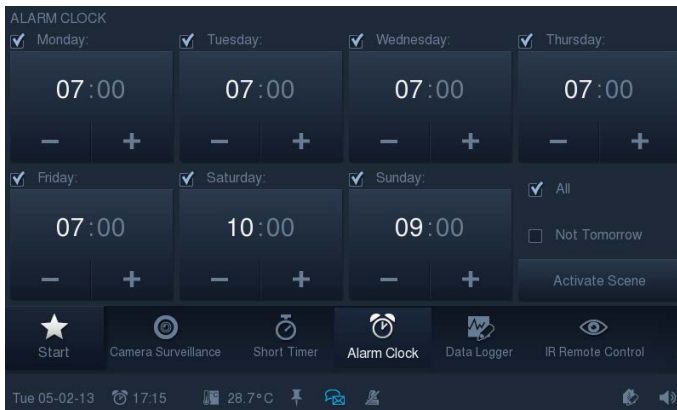 ALARM CLOCK
Monday: Tuesday: Wednesday: Thursday:
07:00 07:00 07:00 07:00
− + − + − + − +
Friday: Saturday: Sunday:
All
07:00 10:00 09:00
Not Tomorrow
− + − + − +
Activate Scene
Start Camera Surveillance Short Timer Alarm Clock Data Logger IR Remote Control
Tue 05-02-13 17:15 28.7°C